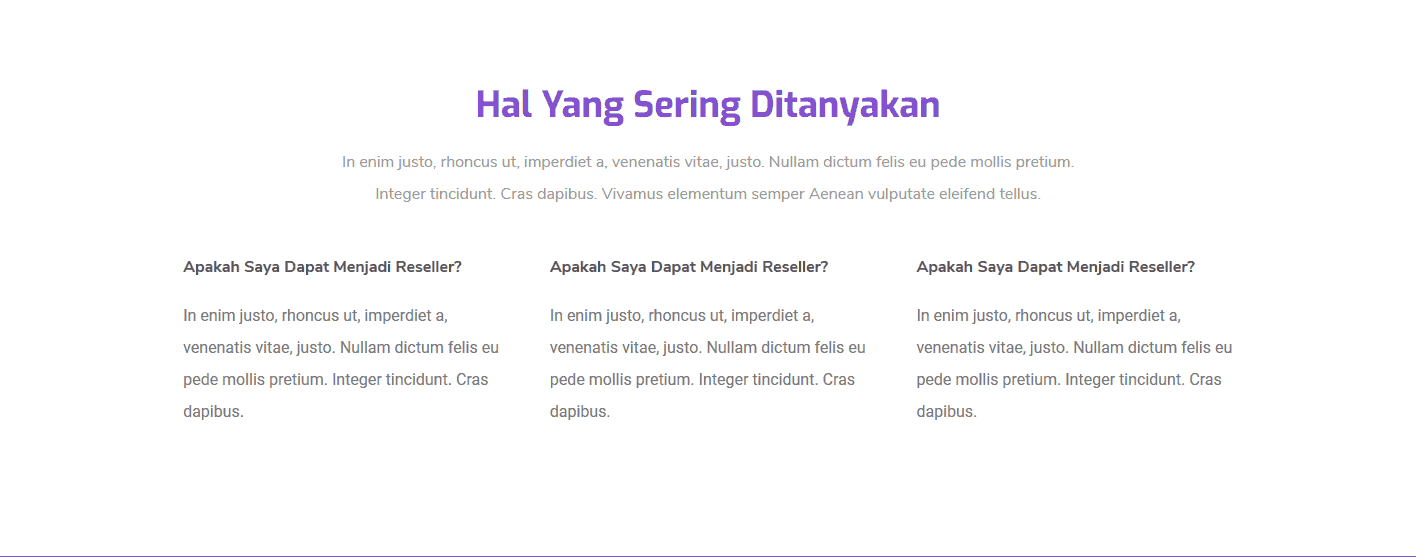 Hal Yang Sering Ditanyakan
In enim justo, rhoncus ut, imperdiet a, venenatis vitae, justo. Nullam dictum felis eu pede mollis pretium.
Integer tincidunt. Cras dapibus. Vivamus elementum semper Aenean vulputate eleifend tellus.
Apakah Saya Dapat Menjadi Reseller?
In enim justo, rhoncus ut, imperdiet a,
venenatis vitae, justo. Nullam dictum felis eu
pede mollis pretium. Integer tincidunt. Cras
dapibus.
Apakah Saya Dapat Menjadi Reseller?
In enim justo, rhoncus ut, imperdiet a,
venenatis vitae, justo. Nullam dictum felis eu
pede mollis pretium. Integer tincidunt. Cras
dapibus.
Apakah Saya Dapat Menjadi Reseller?
In enim justo, rhoncus ut, imperdiet a,
venenatis vitae, justo. Nullam dictum felis eu
pede mollis pretium. Integer tincidunt. Cras
dapibus.